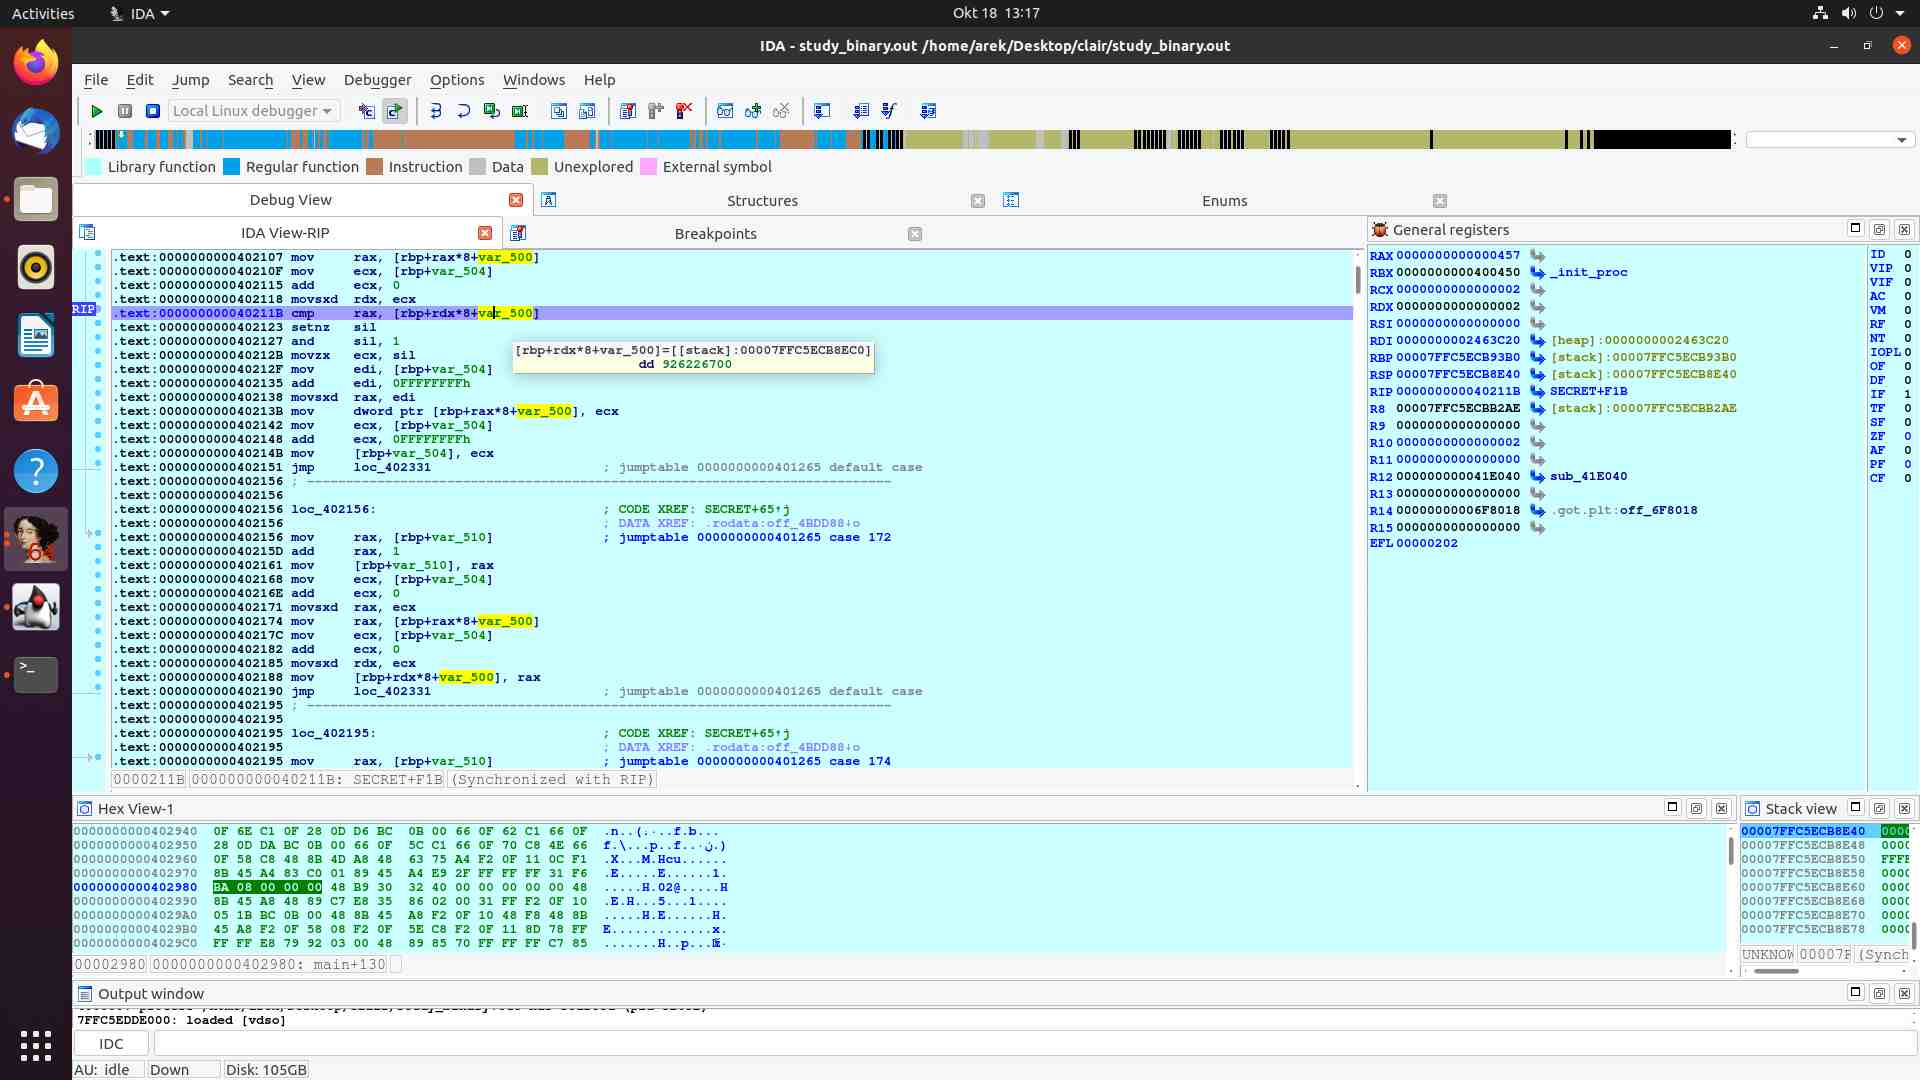 Activities
IDA
Okt 18 13:17
IDA - study_binary.out /home/arek/Desktop/clair/study_binary.out
File Edit Jump Search View Debugger Options Windows Help
Local Linux debugger
Library function Regular function Instruction Data Unexplored External symbol
Debug View
Structures
Enums
IDA View-RIP
Breakpoints
RIP
.text:0000000000402107 mov rax, [rbp+rax*8+var_500]
.text:000000000040210F mov ecx, [rbp+var_504]
.text:0000000000402115 add ecx, 0
.text:0000000000402118 movsxd rdx, ecx
.text:000000000040211B cmp rax, [rbp+rdx*8+var_500]
.text:0000000000402123 setnz sil
.text:0000000000402127 and sil, 1
.text:000000000040212B movzx ecx, sil
.text:000000000040212F mov edi, [rbp+var_504]
.text:0000000000402135 add edi, 0FFFFFFFFh
.text:0000000000402138 movsxd rax, edi
.text:000000000040213B mov dword ptr [rbp+rax*8+var_500], ecx
.text:0000000000402142 mov ecx, [rbp+var_504]
.text:0000000000402148 add ecx, 0FFFFFFFFh
.text:000000000040214B mov [rbp+var_504], ecx
.text:0000000000402151 jmp loc_402331 ; jumptable 0000000000401265 default case
.text:0000000000402156 ; ---------------------------------------------------------------------------
.text:0000000000402156
.text:0000000000402156 loc_402156: ; CODE XREF: SECRET+65↑j
.text:0000000000402156 ; DATA XREF: .rodata:off_4BDD88↓o
.text:0000000000402156 mov rax, [rbp+var_510] ; jumptable 0000000000401265 case 172
.text:000000000040215D add rax, 1
.text:0000000000402161 mov [rbp+var_510], rax
.text:0000000000402168 mov ecx, [rbp+var_504]
.text:000000000040216E add ecx, 0
.text:0000000000402171 movsxd rax, ecx
.text:0000000000402174 mov rax, [rbp+rax*8+var_500]
.text:000000000040217C mov ecx, [rbp+var_504]
.text:0000000000402182 add ecx, 0
.text:0000000000402185 movsxd rdx, ecx
.text:0000000000402188 mov [rbp+rdx*8+var_500], rax
.text:0000000000402190 jmp loc_402331 ; jumptable 0000000000401265 default case
.text:0000000000402195 ; ---------------------------------------------------------------------------
.text:0000000000402195
.text:0000000000402195 loc_402195: ; CODE XREF: SECRET+65↑j
.text:0000000000402195 ; DATA XREF: .rodata:off_4BDD88↓o
.text:0000000000402195 mov rax, [rbp+var_510] ; jumptable 0000000000401265 case 174
[rbp+rdx*8+var_500]=[[stack]:00007FFC5ECB8EC0]
dd 926226700
0000211B 000000000040211B: SECRET+F1B (Synchronized with RIP)
General registers
RAX 0000000000000457
RBX 0000000000400450 _init_proc
RCX 0000000000000002
RDX 0000000000000002
RSI 0000000000000000
RDI 0000000002463C20 [heap]:0000000002463C20
RBP 00007FFC5ECB93B0 [stack]:00007FFC5ECB93B0
RSP 00007FFC5ECB8E40 [stack]:00007FFC5ECB8E40
RIP 000000000040211B SECRET+F1B
R8 00007FFC5ECBB2AE [stack]:00007FFC5ECBB2AE
R9 0000000000000000
R10 0000000000000002
R11 0000000000000000
R12 000000000041E040 sub_41E040
R13 0000000000000000
R14 00000000006F8018 .got.plt:off_6F8018
R15 0000000000000000
EFL 00000202
ID 0
VIP 0
VIF 0
AC 0
VM 0
RF 0
NT 0
IOPL 0
OF 0
DF 0
IF 1
TF 0
SF 0
ZF 0
AF 0
PF 0
CF 0
Hex View-1
0000000000402940 0F 6E C1 0F 28 0D D6 BC 0B 00 66 0F 62 C1 66 0F
0000000000402950 28 0D DA BC 0B 00 66 0F 5C C1 66 0F 70 C8 4E 66
0000000000402960 0F 58 C8 48 8B 4D A8 48 63 75 A4 F2 0F 11 0C F1 .X...M.Hcu......
0000000000402970 8B 45 A4 83 C0 01 89 45 A4 E9 2F FF FF FF 31 F6
0000000000402980 BA 08 00 00 00 48 B9 30 32 40 00 00 00 00 00 48 .....H.02@.....H
0000000000402990 8B 45 A8 48 89 C7 E8 35 86 02 00 31 FF F2 0F 10 .E.H...5...1....
00000000004029A0 05 1B BC 0B 00 48 8B 45 A8 F2 0F 10 48 F8 48 8B .....H.E....H.H.
00000000004029B0 45 A8 F2 0F 58 08 F2 0F 5E C8 F2 0F 11 8D 78 FF
00000000004029C0 FF FF E8 79 92 03 00 48 89 85 70 FF FF FF C7 85
00002980 0000000000402980: main+130
Stack view
00007FFC5ECB8E40 0000
00007FFC5ECB8E48 0000
00007FFC5ECB8E50 FFFF
00007FFC5ECB8E58 0000
00007FFC5ECB8E60 0000
00007FFC5ECB8E68 0000
00007FFC5ECB8E70 0000
00007FFC5ECB8E78 0000
UNKNOW 00007F (Synch
Output window
7FFC5EDDE000: loaded [vdso]
IDC
AU: idle Down Disk: 105GB